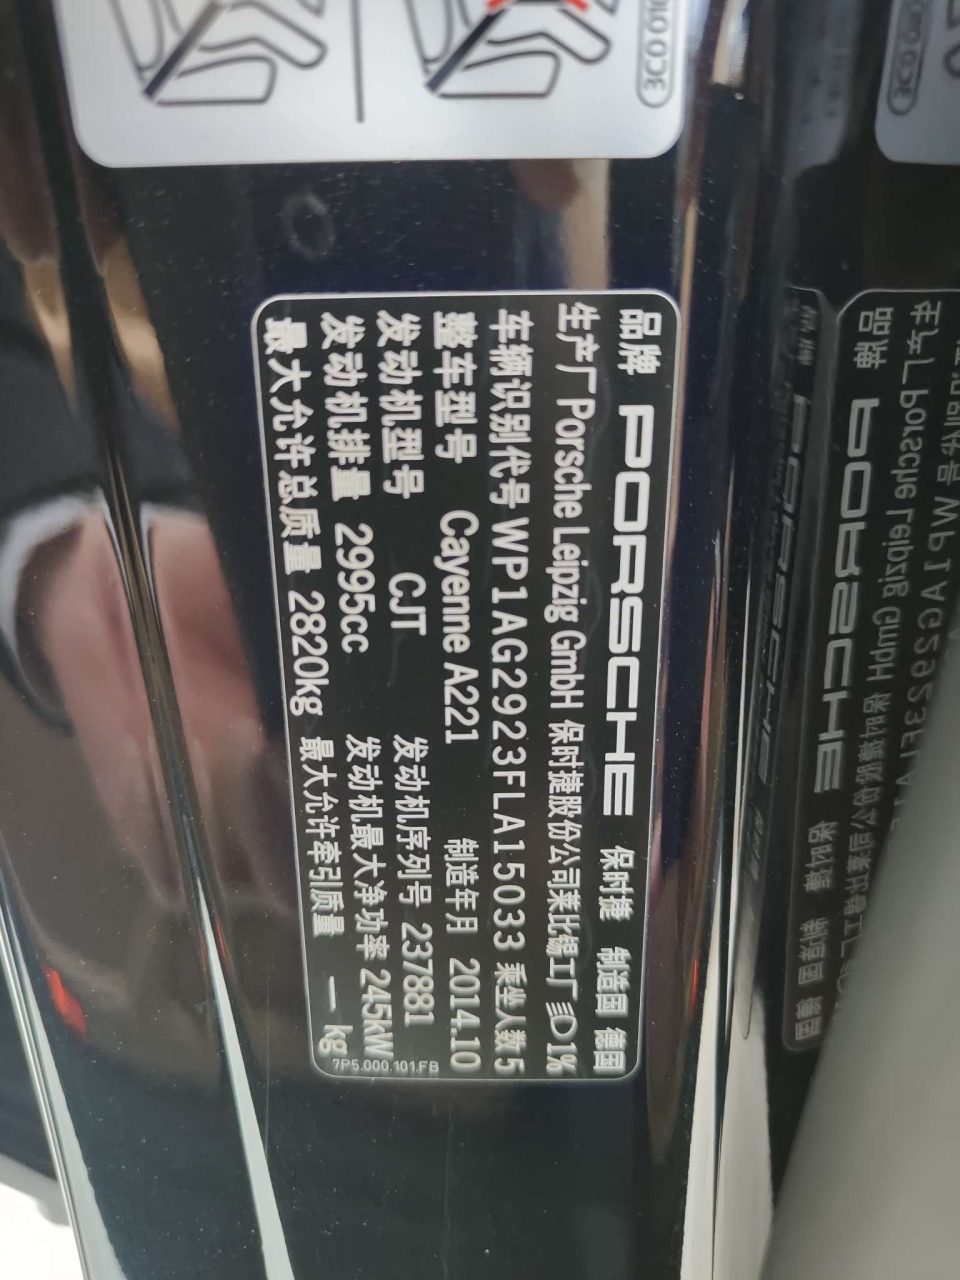 3C0 010
品牌 PORSCHE 保时捷 制造国 德国
生产厂 Porsche Leipzig GmbH 保时捷股份公司莱比锡工厂 1%
车辆识别代号 WP1AG2923FLA15033 乘坐人数 5
整车型号 Cayenne A221 制造年月 2014.10
发动机型号 CJT 发动机序列号 237881
发动机排量 2995cc 发动机最大净功率 245kW
最大允许总质量 2820kg 最大允许牵引质量 — kg
7P5.000.101.FB